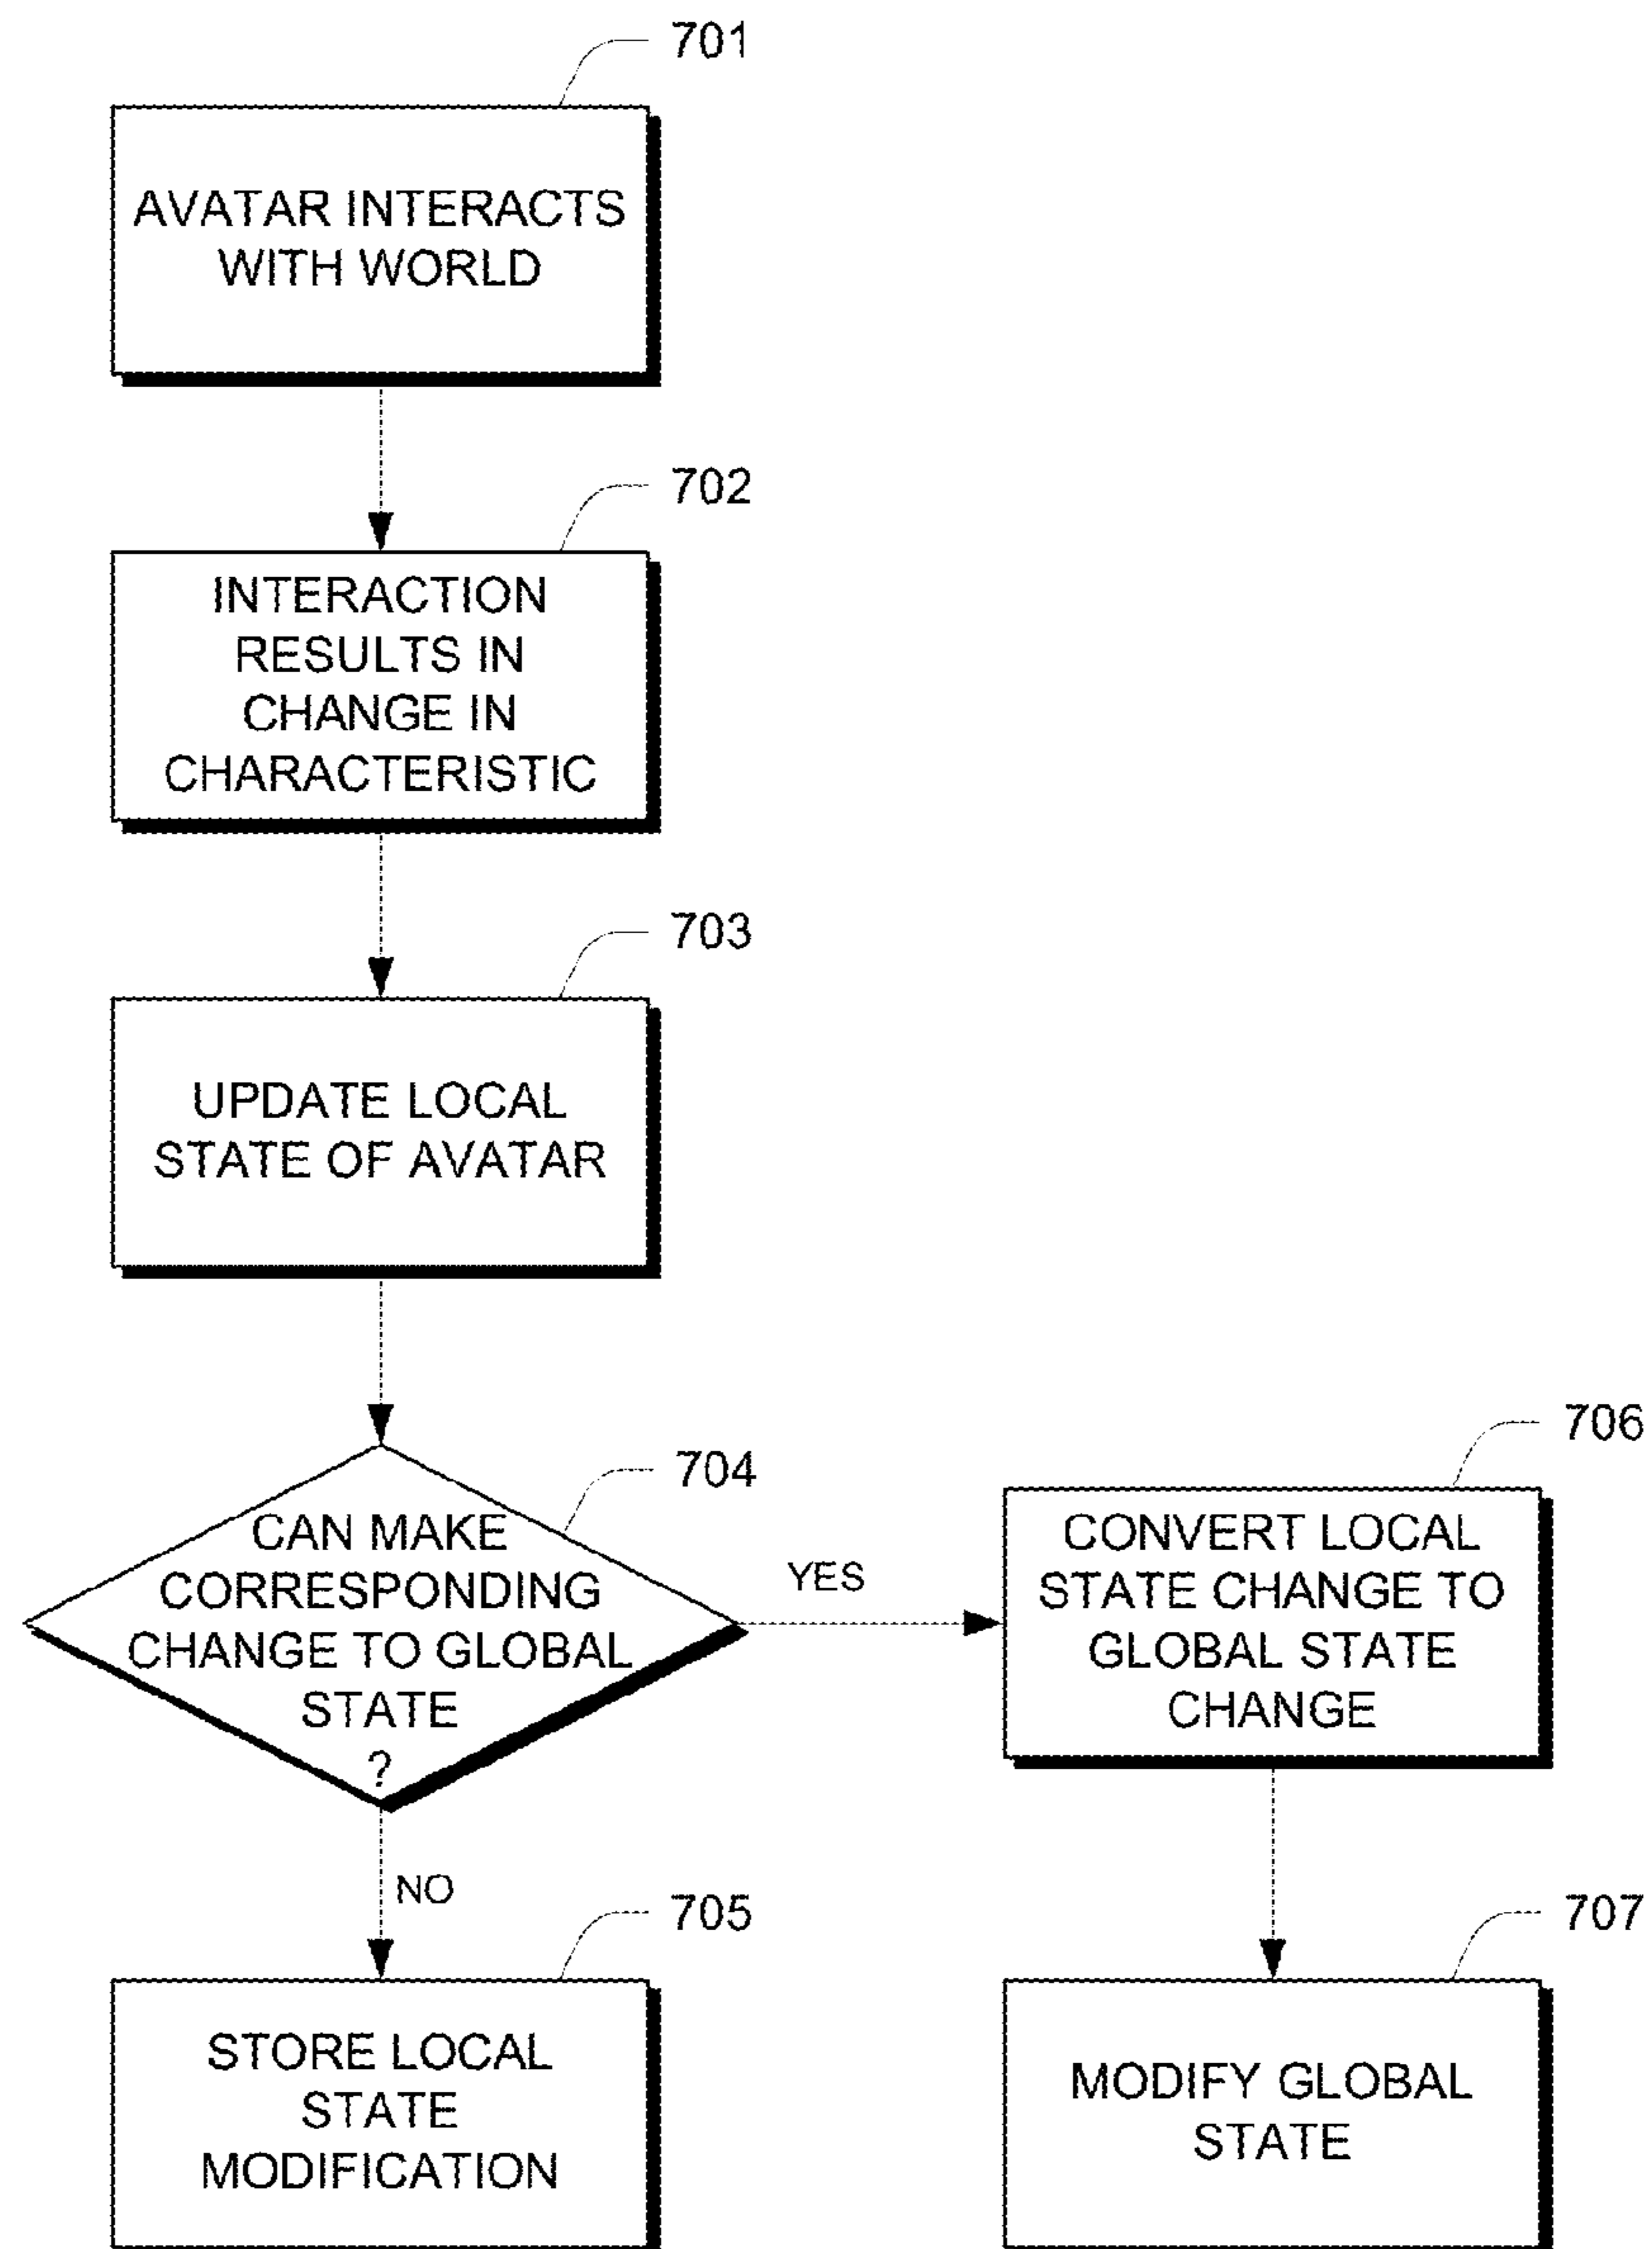 701
AVATAR INTERACTS
WITH WORLD
702
INTERACTION
RESULTS IN
CHANGE IN
CHARACTERISTIC
703
UPDATE LOCAL
STATE OF AVATAR
704
CAN MAKE
CORRESPONDING
CHANGE TO GLOBAL
STATE
?
YES
706
CONVERT LOCAL
STATE CHANGE TO
GLOBAL STATE
CHANGE
NO
705
STORE LOCAL
STATE
MODIFICATION
707
MODIFY GLOBAL
STATE